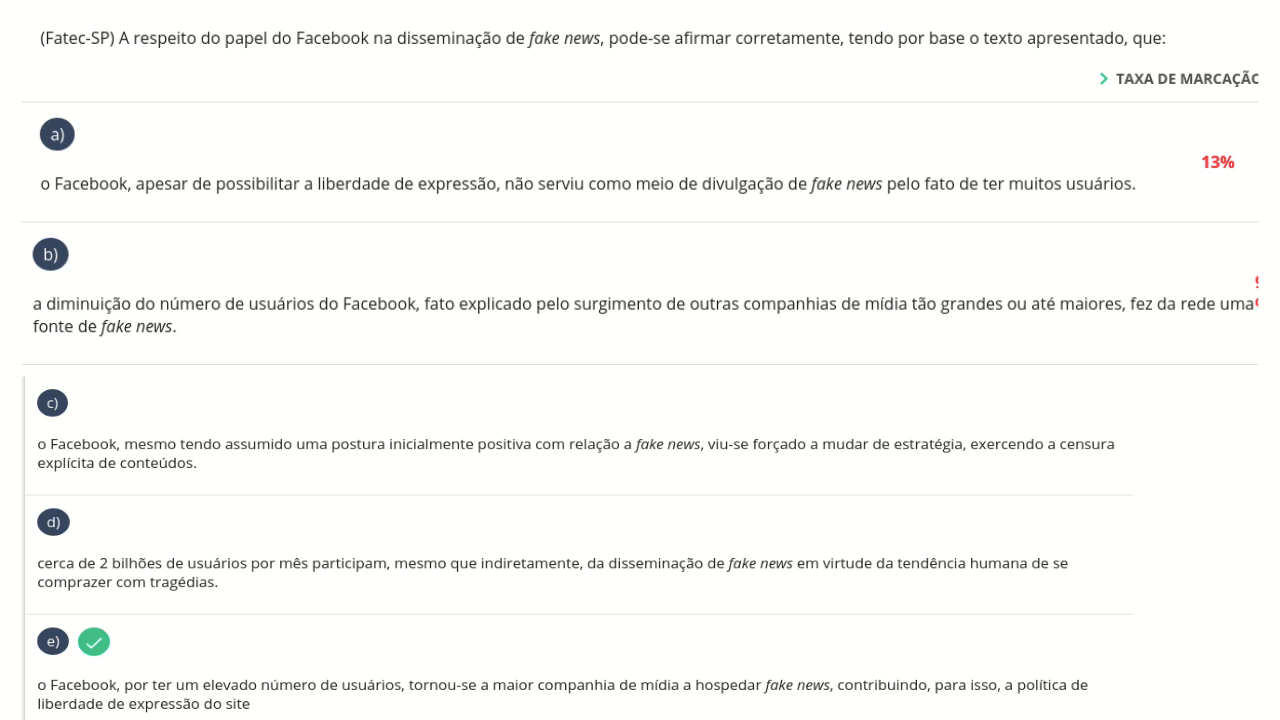 (Fatec-SP) A respeito do papel do Facebook na disseminação de fake news, pode-se afirmar corretamente, tendo por base o texto apresentado, que:
TAXA DE MARCAÇÃO
a)
13%
o Facebook, apesar de possibilitar a liberdade de expressão, não serviu como meio de divulgação de fake news pelo fato de ter muitos usuários.
b)
a diminuição do número de usuários do Facebook, fato explicado pelo surgimento de outras companhias de mídia tão grandes ou até maiores, fez da rede uma
fonte de fake news.
c)
o Facebook, mesmo tendo assumido uma postura inicialmente positiva com relação a fake news, viu-se forçado a mudar de estratégia, exercendo a censura
explícita de conteúdos.
d)
cerca de 2 bilhões de usuários por mês participam, mesmo que indiretamente, da disseminação de fake news em virtude da tendência humana de se
comprazer com tragédias.
e)
o Facebook, por ter um elevado número de usuários, tornou-se a maior companhia de mídia a hospedar fake news, contribuindo, para isso, a política de
liberdade de expressão do site